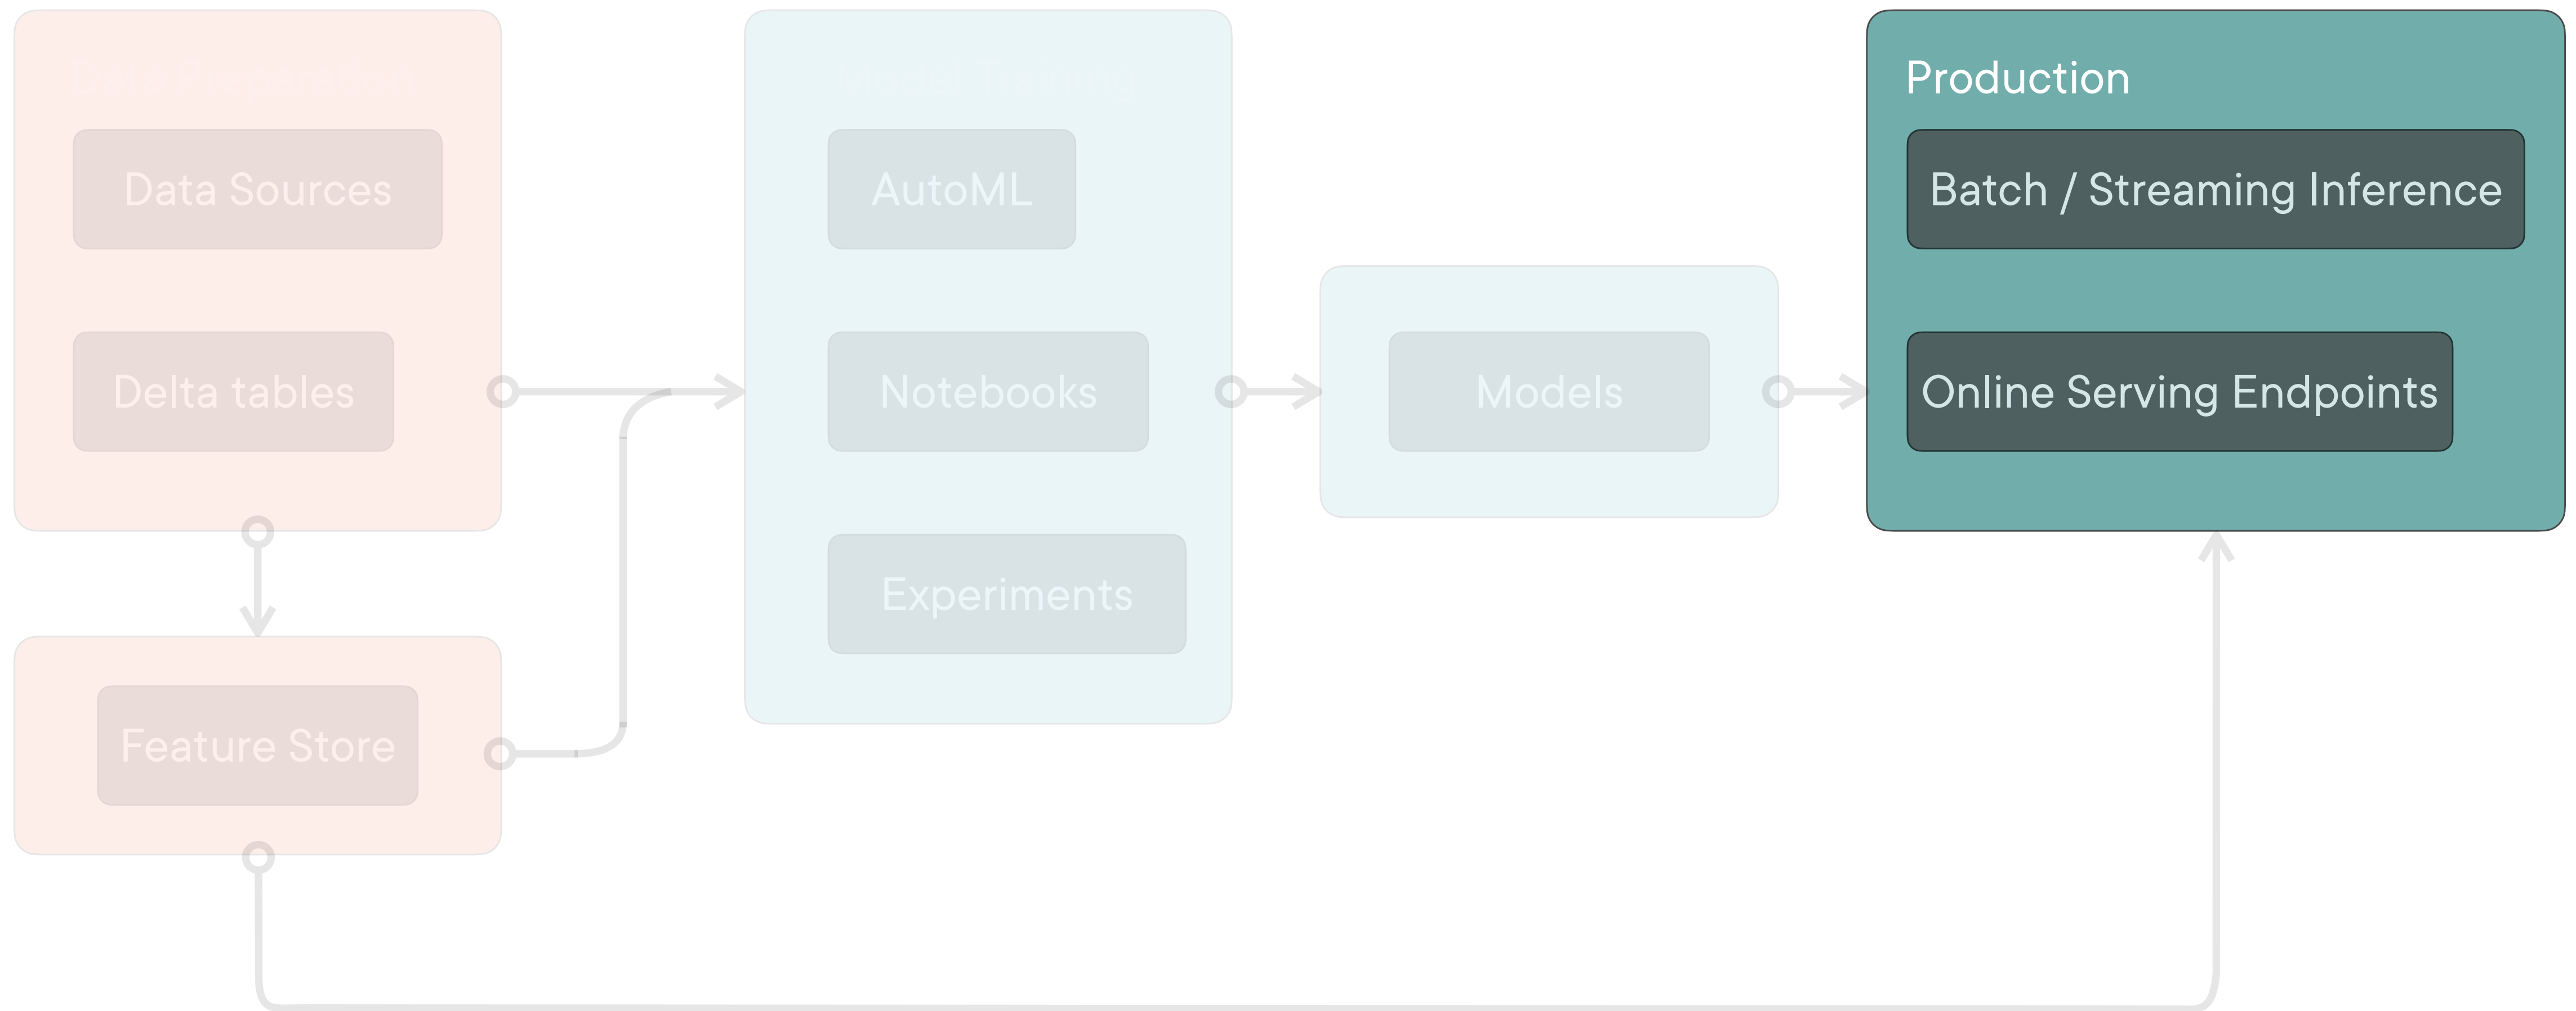 Production
Data Sources
AutoML
Batch / Streaming Inference
Delta tables
Notebooks
Models
Online Serving Endpoints
Experiments
Feature Store